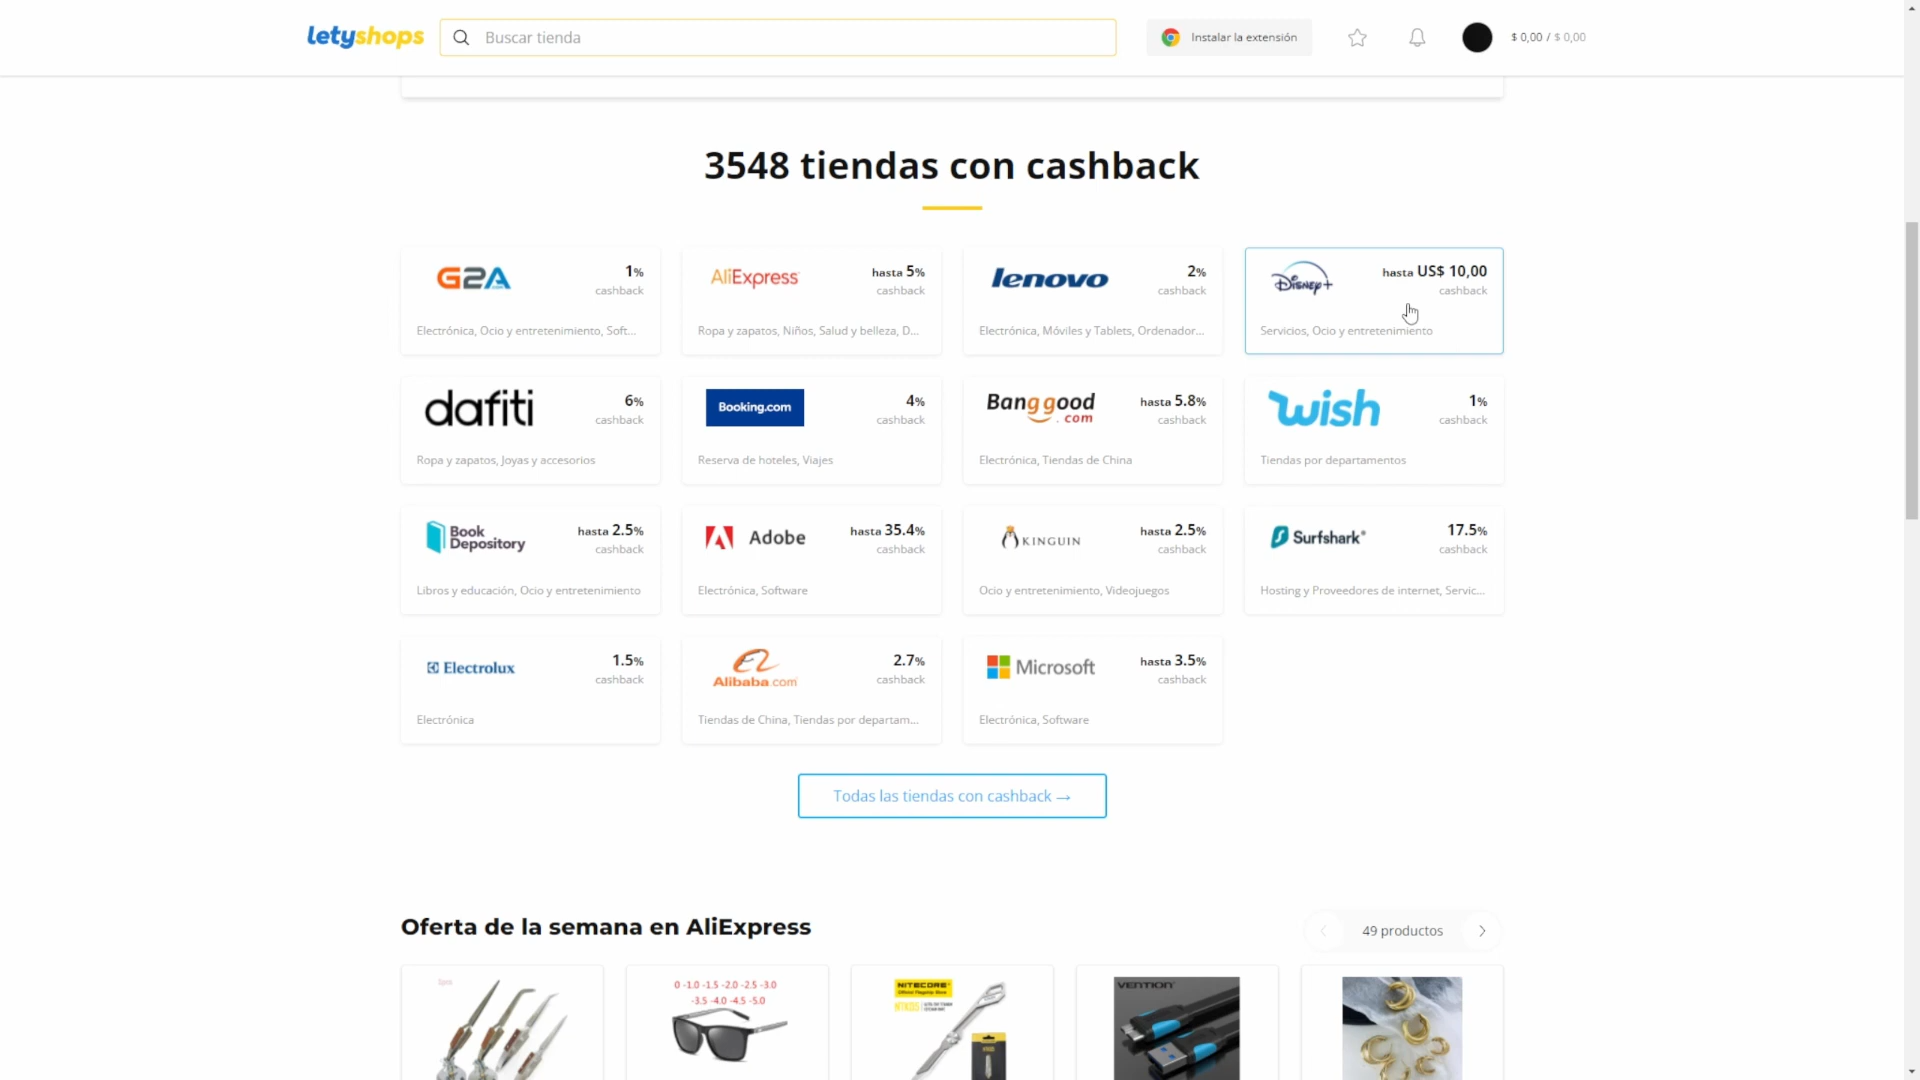 letyshops
Buscar tienda
Instalar la extensión
$ 0,00 / $ 0,00
3548 tiendas con cashback
G2A.COM
1%
cashback
Electrónica, Ocio y entretenimiento, Soft...
AliExpress
hasta 5%
cashback
Ropa y zapatos, Niños, Salud y belleza, D...
lenovo
2%
cashback
Electrónica, Móviles y Tablets, Ordenador...
Disney+
hasta US$ 10,00
cashback
Servicios, Ocio y entretenimiento
dafiti
6%
cashback
Ropa y zapatos, Joyas y accesorios
Booking.com
4%
cashback
Reserva de hoteles, Viajes
Banggood
.com
hasta 5.8%
cashback
Electrónica, Tiendas de China
wish
1%
cashback
Tiendas por departamentos
Book
Depository
hasta 2.5%
cashback
Libros y educación, Ocio y entretenimiento
Adobe
hasta 35.4%
cashback
Electrónica, Software
KINGUIN
hasta 2.5%
cashback
Ocio y entretenimiento, Videojuegos
Surfshark®
17.5%
cashback
Hosting y Proveedores de internet, Servic...
Electrolux
1.5%
cashback
Electrónica
Alibaba.com
2.7%
cashback
Tiendas de China, Tiendas por departam...
Microsoft
hasta 3.5%
cashback
Electrónica, Software
Todas las tiendas con cashback →
Oferta de la semana en AliExpress
49 productos
0 -1.0 -1.5 -2.0 -2.5 -3.0
-3.5 -4.0 -4.5 -5.0
NITECORE®
Official Flagship Store
VENTION